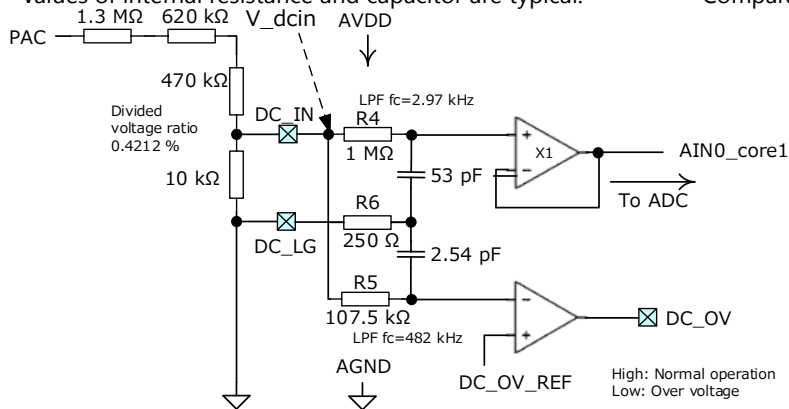 values of internal resistance and capacitor are typical.
Compar
1.3 MΩ
620 kΩ
V_dcin
AVDD
PAC
470 kΩ
LPF fc=2.97 kHz
Divided
voltage ratio
0.4212 %
DC_IN
R4
1 MΩ
+
X1
−
AIN0_core1
53 pF
To ADC
10 kΩ
R6
250 Ω
DC_LG
2.54 pF
R5
107.5 kΩ
LPF fc=482 kHz
−
+
DC_OV
AGND
DC_OV_REF
High: Normal operation
Low: Over voltage